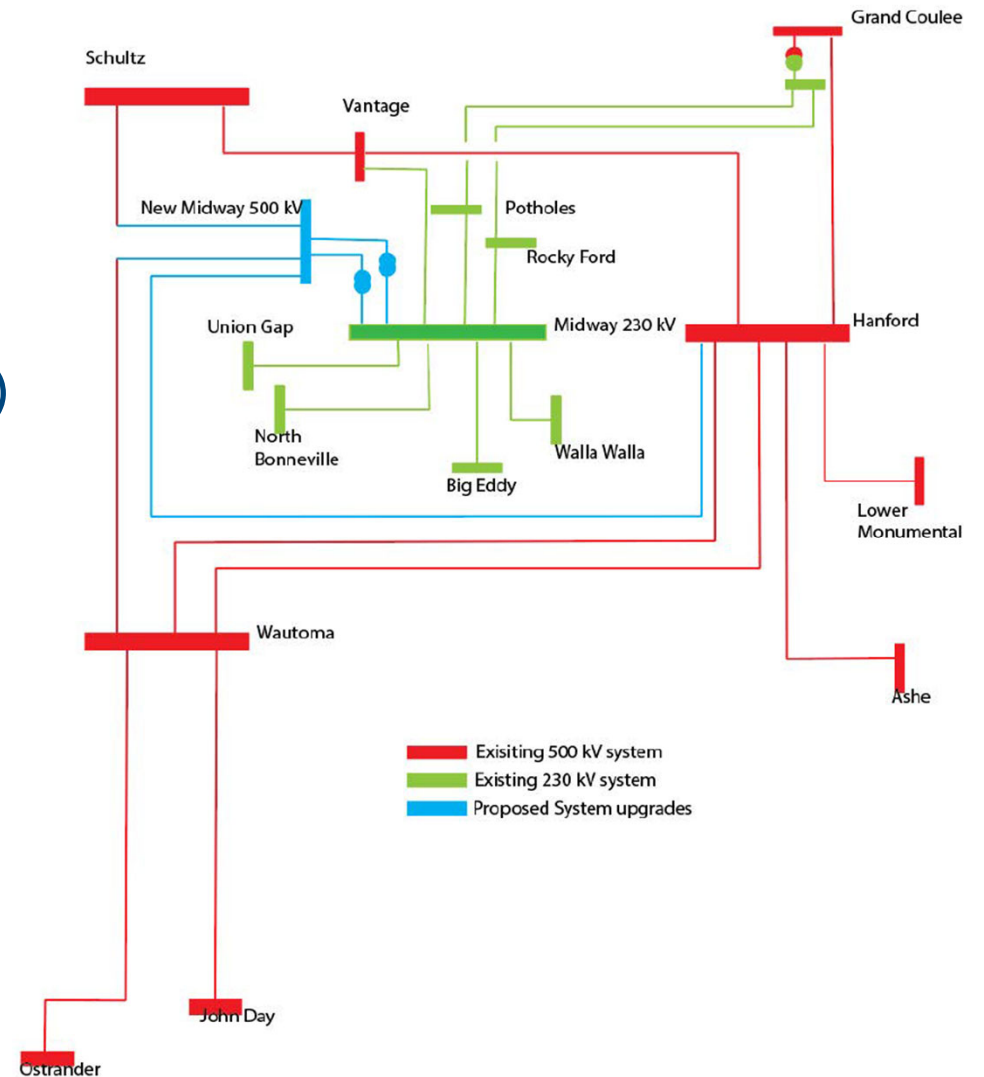 Grand Coulee
Schultz
Vantage
New Midway 500 kV
Potholes
Rocky Ford
Union Gap
Midway 230 kV
Hanford
North
Bonneville
Walla Walla
Big Eddy
Lower
Monumental
Wautoma
Ashe
Exisiting 500 kV system
Existing 230 kV system
Proposed System upgrades
John Day
Ostrander